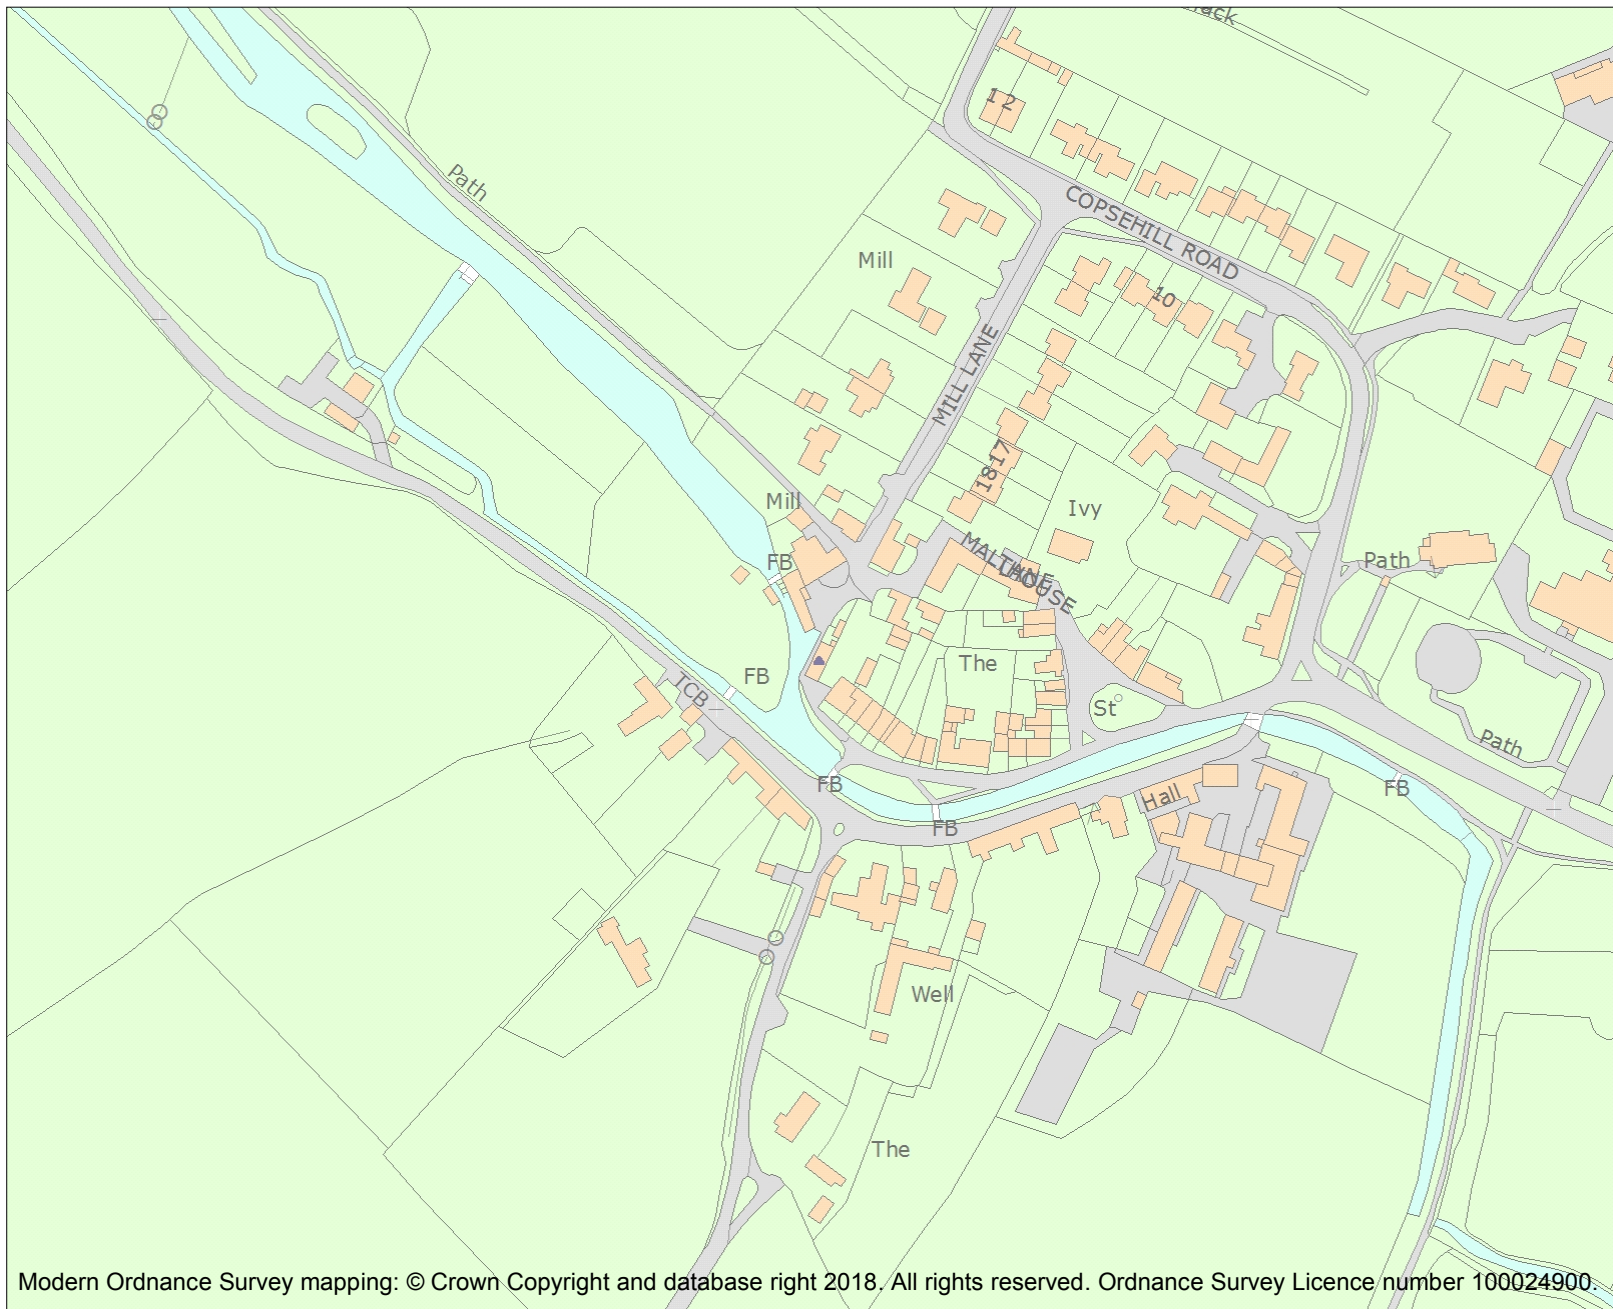 1 2
Path
COPSEHILL ROAD
Mill
10
MILL LANE
18 17
Mill
Ivy
MALTHOUSE
LANE
Path
FB
The
FB
TCB
St
Path
FB
Hall
FB
FB
Well
The
Modern Ordnance Survey mapping: © Crown Copyright and database right 2018. All rights reserved. Ordnance Survey Licence number 100024900.